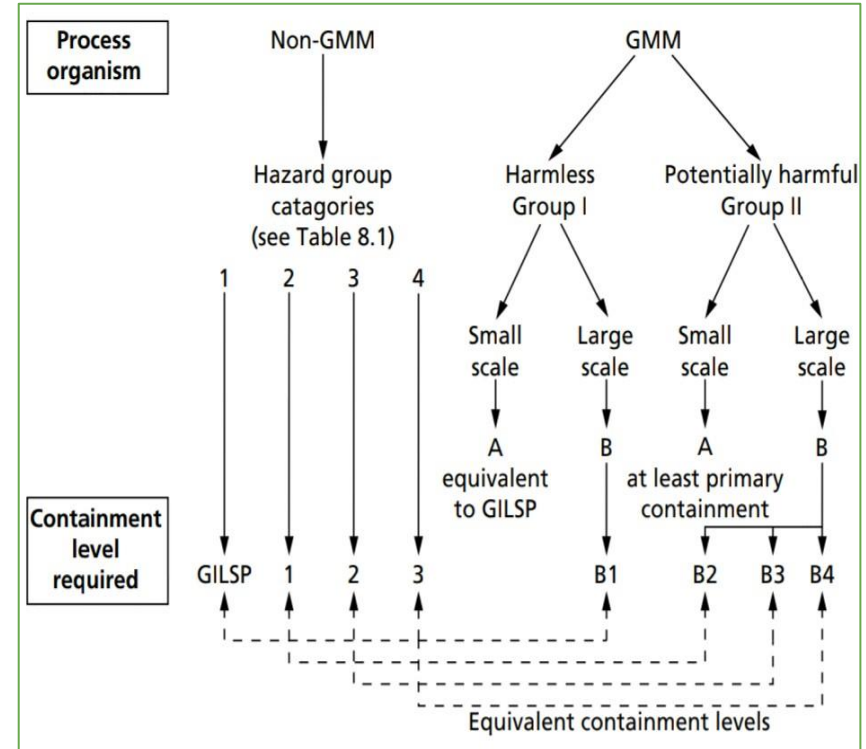 Process
organism
Non-GMM
GMM
Hazard group
catagories
(see Table 8.1)
Harmless
Group I
Potentially harmful
Group II
1 2 3 4
Small
scale
Large
scale
Small
scale
Large
scale
A
equivalent
to GILSP
B
A
at least primary
containment
B
Containment
level
required
GILSP 1 2 3 B1 B2 B3 B4
Equivalent containment levels